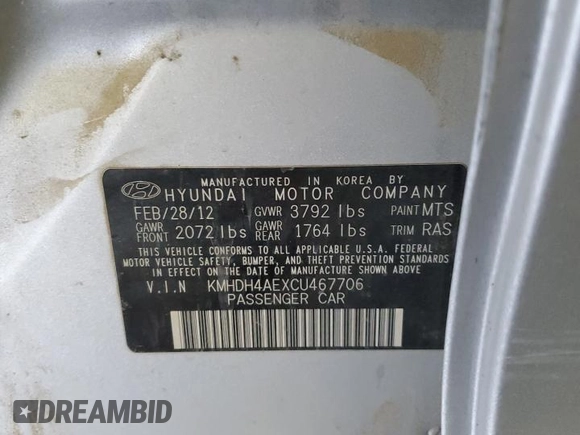 MANUFACTURED IN KOREA BY
HYUNDAI MOTOR COMPANY
FEB/28/12 GVWR 3792 lbs PAINT MTS
GAWR FRONT 2072 lbs GAWR REAR 1764 lbs TRIM RAS
THIS VEHICLE CONFORMS TO ALL APPLICABLE U.S.A. FEDERAL
MOTOR VEHICLE SAFETY, BUMPER, AND THEFT PREVENTION STANDARDS
IN EFFECT ON THE DATE OF MANUFACTURE SHOWN ABOVE.
V.I.N KMHDH4AEXCU467706
PASSENGER CAR
DREAMBID